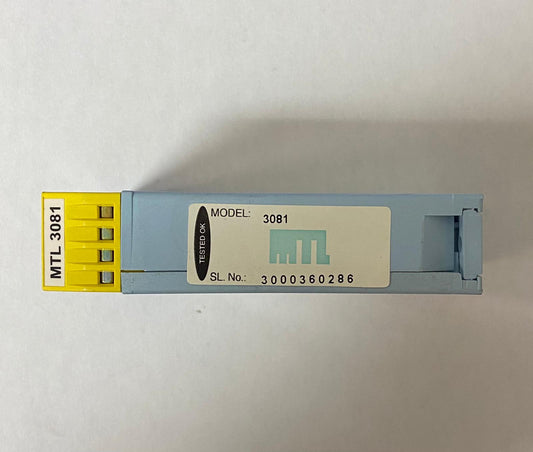 MTL 3081
TESTED OK
MODEL: 3081
MTL
SL. No.: 3000360286